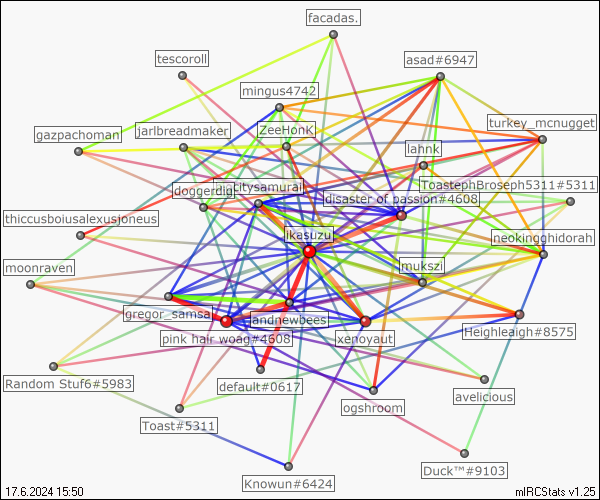 facadas.
tescoroll
asad#6947
mingus4742
turkey_mcnugget
gazpachoman
jarlbreadmaker
ZeeHonK
lahnk
ToastephBroseph5311#5311
doggerdig
citysamurai
disaster of passion#4608
thiccusboiusalexusjoneus
ikasuzu
neokingghidorah
moonraven
mukszi
gregor_samsa
landnewbees
pink hair woag#4608
xenoyaut
Heighleaigh#8575
Random Stuf6#5983
default#0617
avelicious
Toast#5311
ogshroom
Knowun#6424
Duck™#9103
17.6.2024 15:50
mIRCStats v1.25